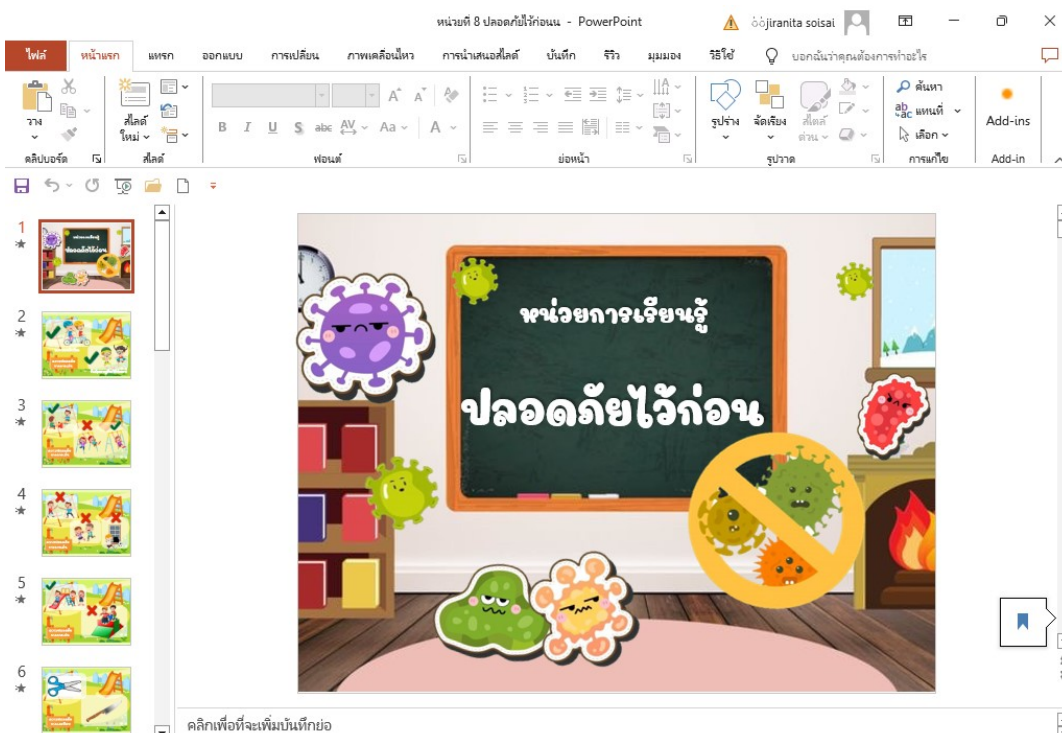 หน่วยที่ 8 ปลอดภัยไว้ก่อนน - PowerPoint
jiranita soisai
ไฟล์ หน้าแรก แทรก ออกแบบ การเปลี่ยน ภาพเคลื่อนไหว การนำเสนอสไลด์ บันทึก รีวิว มุมมอง วิธีใช้ บอกฉันว่าคุณต้องการทำอะไร
วาง
สไลด์
ใหม่
B I U S abc AV Aa A
รูปร่าง จัดเรียง สไตล์
ด่วน
ค้นหา
แทนที่
เลือก
Add-ins
คลิปบอร์ด สไลด์ ฟอนต์ ย่อหน้า รูปวาด การแก้ไข Add-in
1
2
3
4
5
6
หน่วยการเรียนรู้
ปลอดภัยไว้ก่อน
คลิกเพื่อที่จะเพิ่มบันทึกย่อ